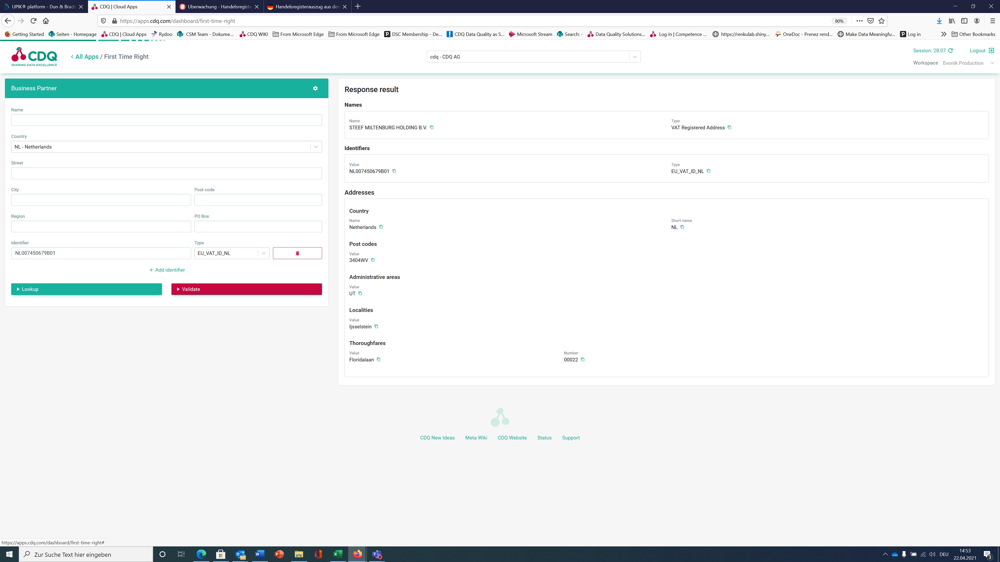 UPIK® platform - Dun & Brads
CDQ | Cloud Apps
Überwachung - Handelsregiste
Handelsregisterauszug aus de
https://apps.cdq.com/dashboard/first-time-right
80%
Getting Started
Seiten - Homepage
CDQ | Cloud Apps
Rydoo
CSM Team - Dokume...
CDQ WIKI
From Microsoft Edge
From Microsoft Edge
DSC Membership - De...
CDQ Data Quality as S...
Microsoft Stream
Search: -
Data Quality Solutions...
Log in | Competence ...
https://renkulab.shiny...
OneDoc - Prenez rend...
Make Data Meaningfu...
Log in
Other Bookmarks
CDQ
SHARING DATA EXCELLENCE
< All Apps / First Time Right
cdq - CDQ AG
Session: 28:07
Logout
Workspace Evonik Production
Business Partner
Name
Country
NL - Netherlands
Street
City
Post code
Region
PO Box
Identifier
Type
NL007450679B01
EU_VAT_ID_NL
+ Add identifier
Lookup
Validate
Response result
Names
Name
Type
STEEF MILTENBURG HOLDING B.V.
VAT Registered Address
Identifiers
Value
Type
NL007450679B01
EU_VAT_ID_NL
Addresses
Country
Name
Short name
Netherlands
NL
Post codes
Value
3404WV
Administrative areas
Value
UT
Localities
Value
Ijsselstein
Thoroughfares
Value
Number
Floridalaan
00022
CDQ New Ideas
Meta Wiki
CDQ Website
Status
Support
https://apps.cdq.com/dashboard/first-time-right#
Zur Suche Text hier eingeben
DEU
14:53
22.04.2021
3